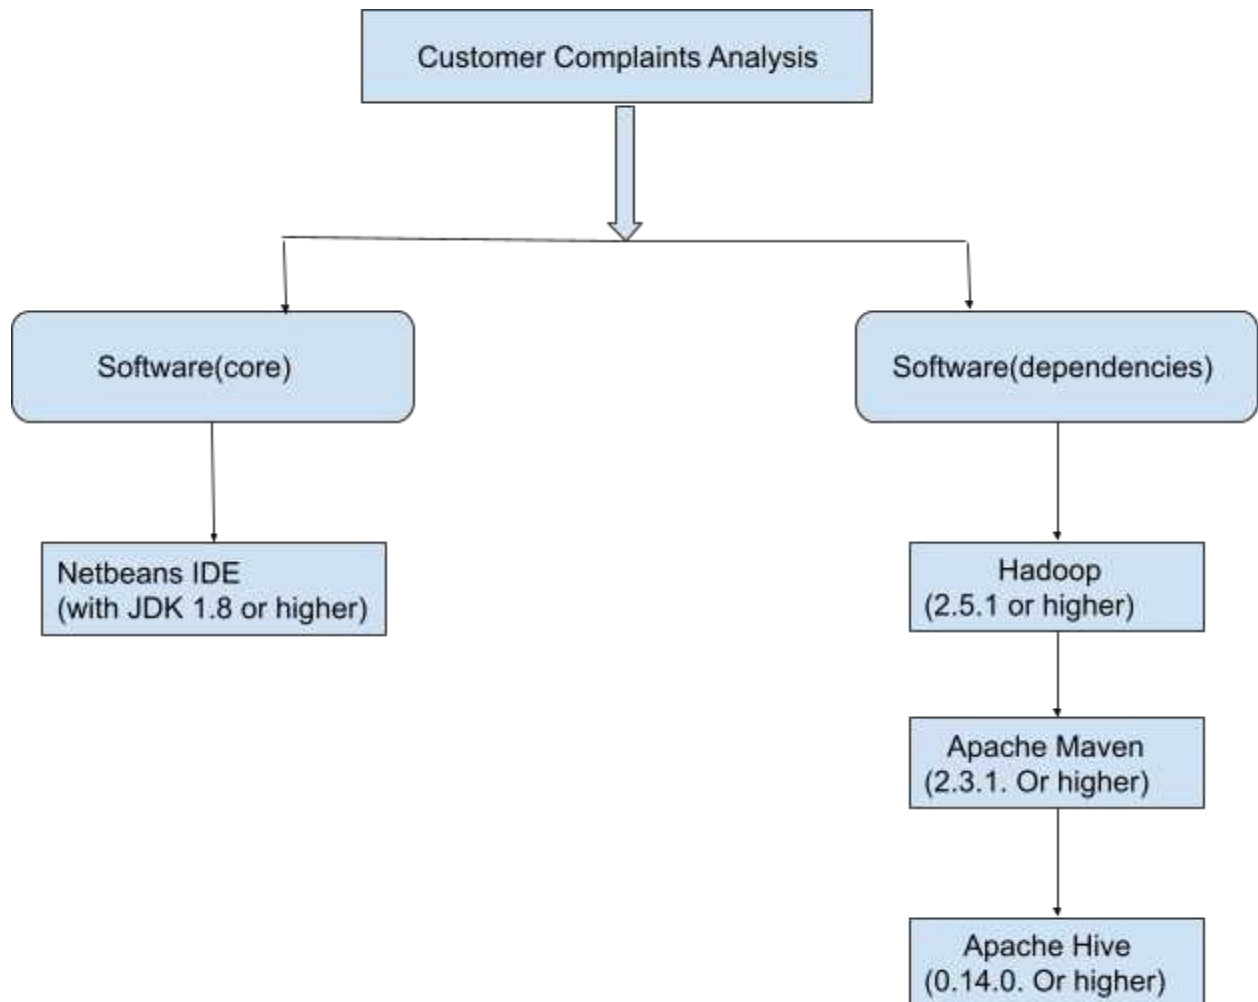 Customer Complaints Analysis
Software(core)
Software(dependencies)
Netbeans IDE
(with JDK 1.8 or higher)
Hadoop
(2.5.1 or higher)
Apache Maven
(2.3.1. Or higher)
Apache Hive
(0.14.0. Or higher)